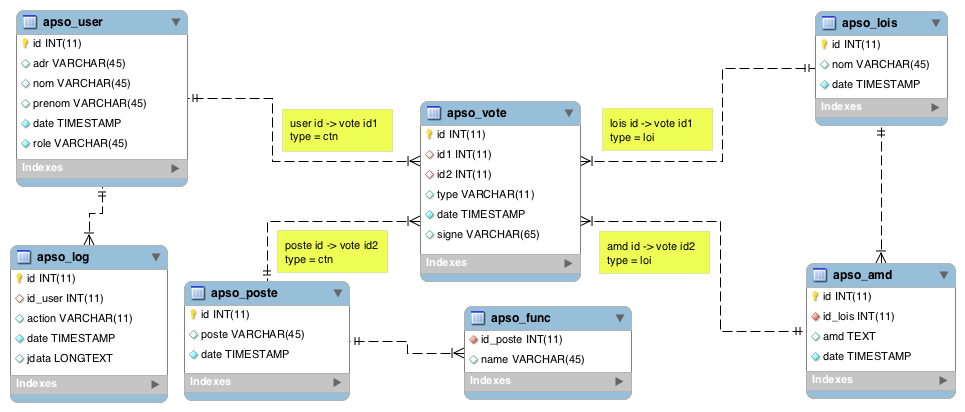 apso_user
id INT(11)
adr VARCHAR(45)
nom VARCHAR(45)
prenom VARCHAR(45)
date TIMESTAMP
role VARCHAR(45)
Indexes
user id -> vote id1
type = ctn
apso_vote
id INT(11)
id1 INT(11)
id2 INT(11)
type VARCHAR(11)
date TIMESTAMP
signe VARCHAR(65)
Indexes
lois id -> vote id1
type = loi
apso_lois
id INT(11)
nom VARCHAR(45)
date TIMESTAMP
Indexes
apso_log
id INT(11)
id_user INT(11)
action VARCHAR(11)
date TIMESTAMP
jdata LONGTEXT
Indexes
poste id -> vote id2
type = ctn
apso_poste
id INT(11)
poste VARCHAR(45)
date TIMESTAMP
Indexes
apso_func
id_poste INT(11)
name VARCHAR(45)
Indexes
amd id -> vote id2
type = loi
apso_amd
id INT(11)
id_lois INT(11)
amd TEXT
date TIMESTAMP
Indexes